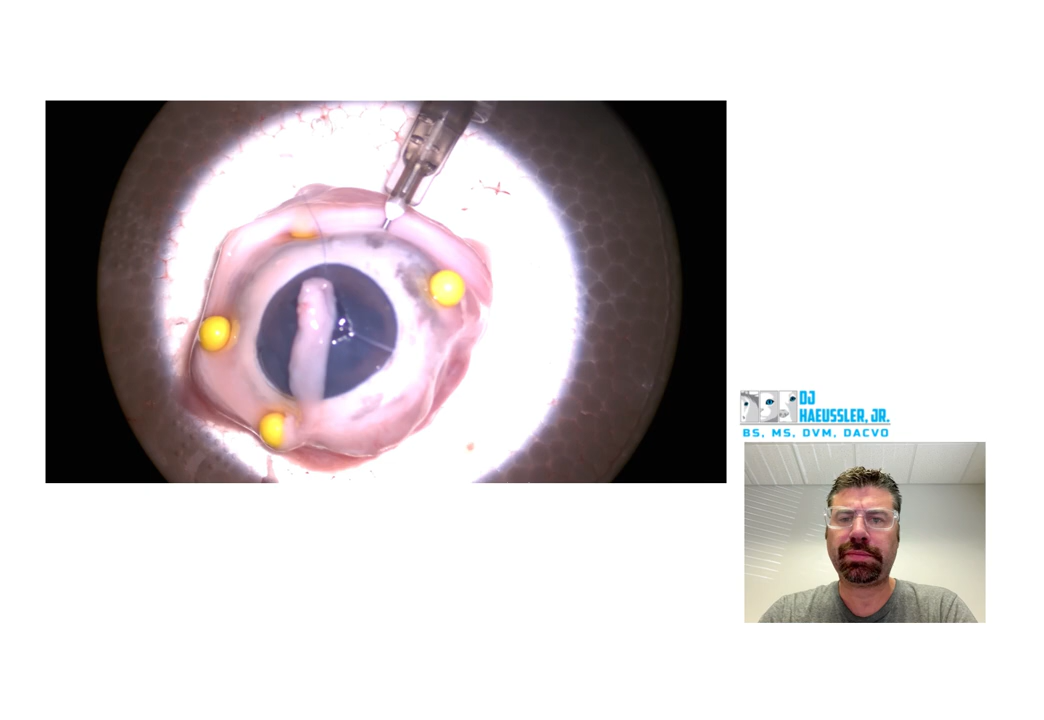 DJ
HAEUSSLER, JR.
BS, MS, DVM, DACVO